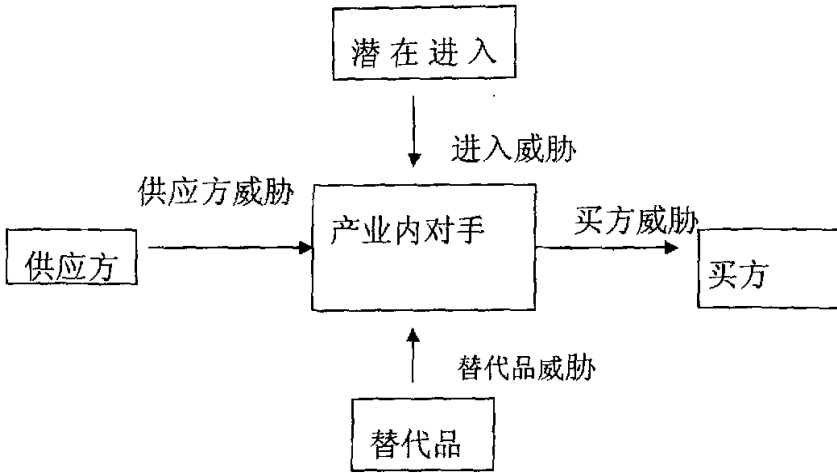 潜在进入
进入威胁
供应方威胁
产业内对手
买方威胁
供应方
买方
替代品威胁
替代品